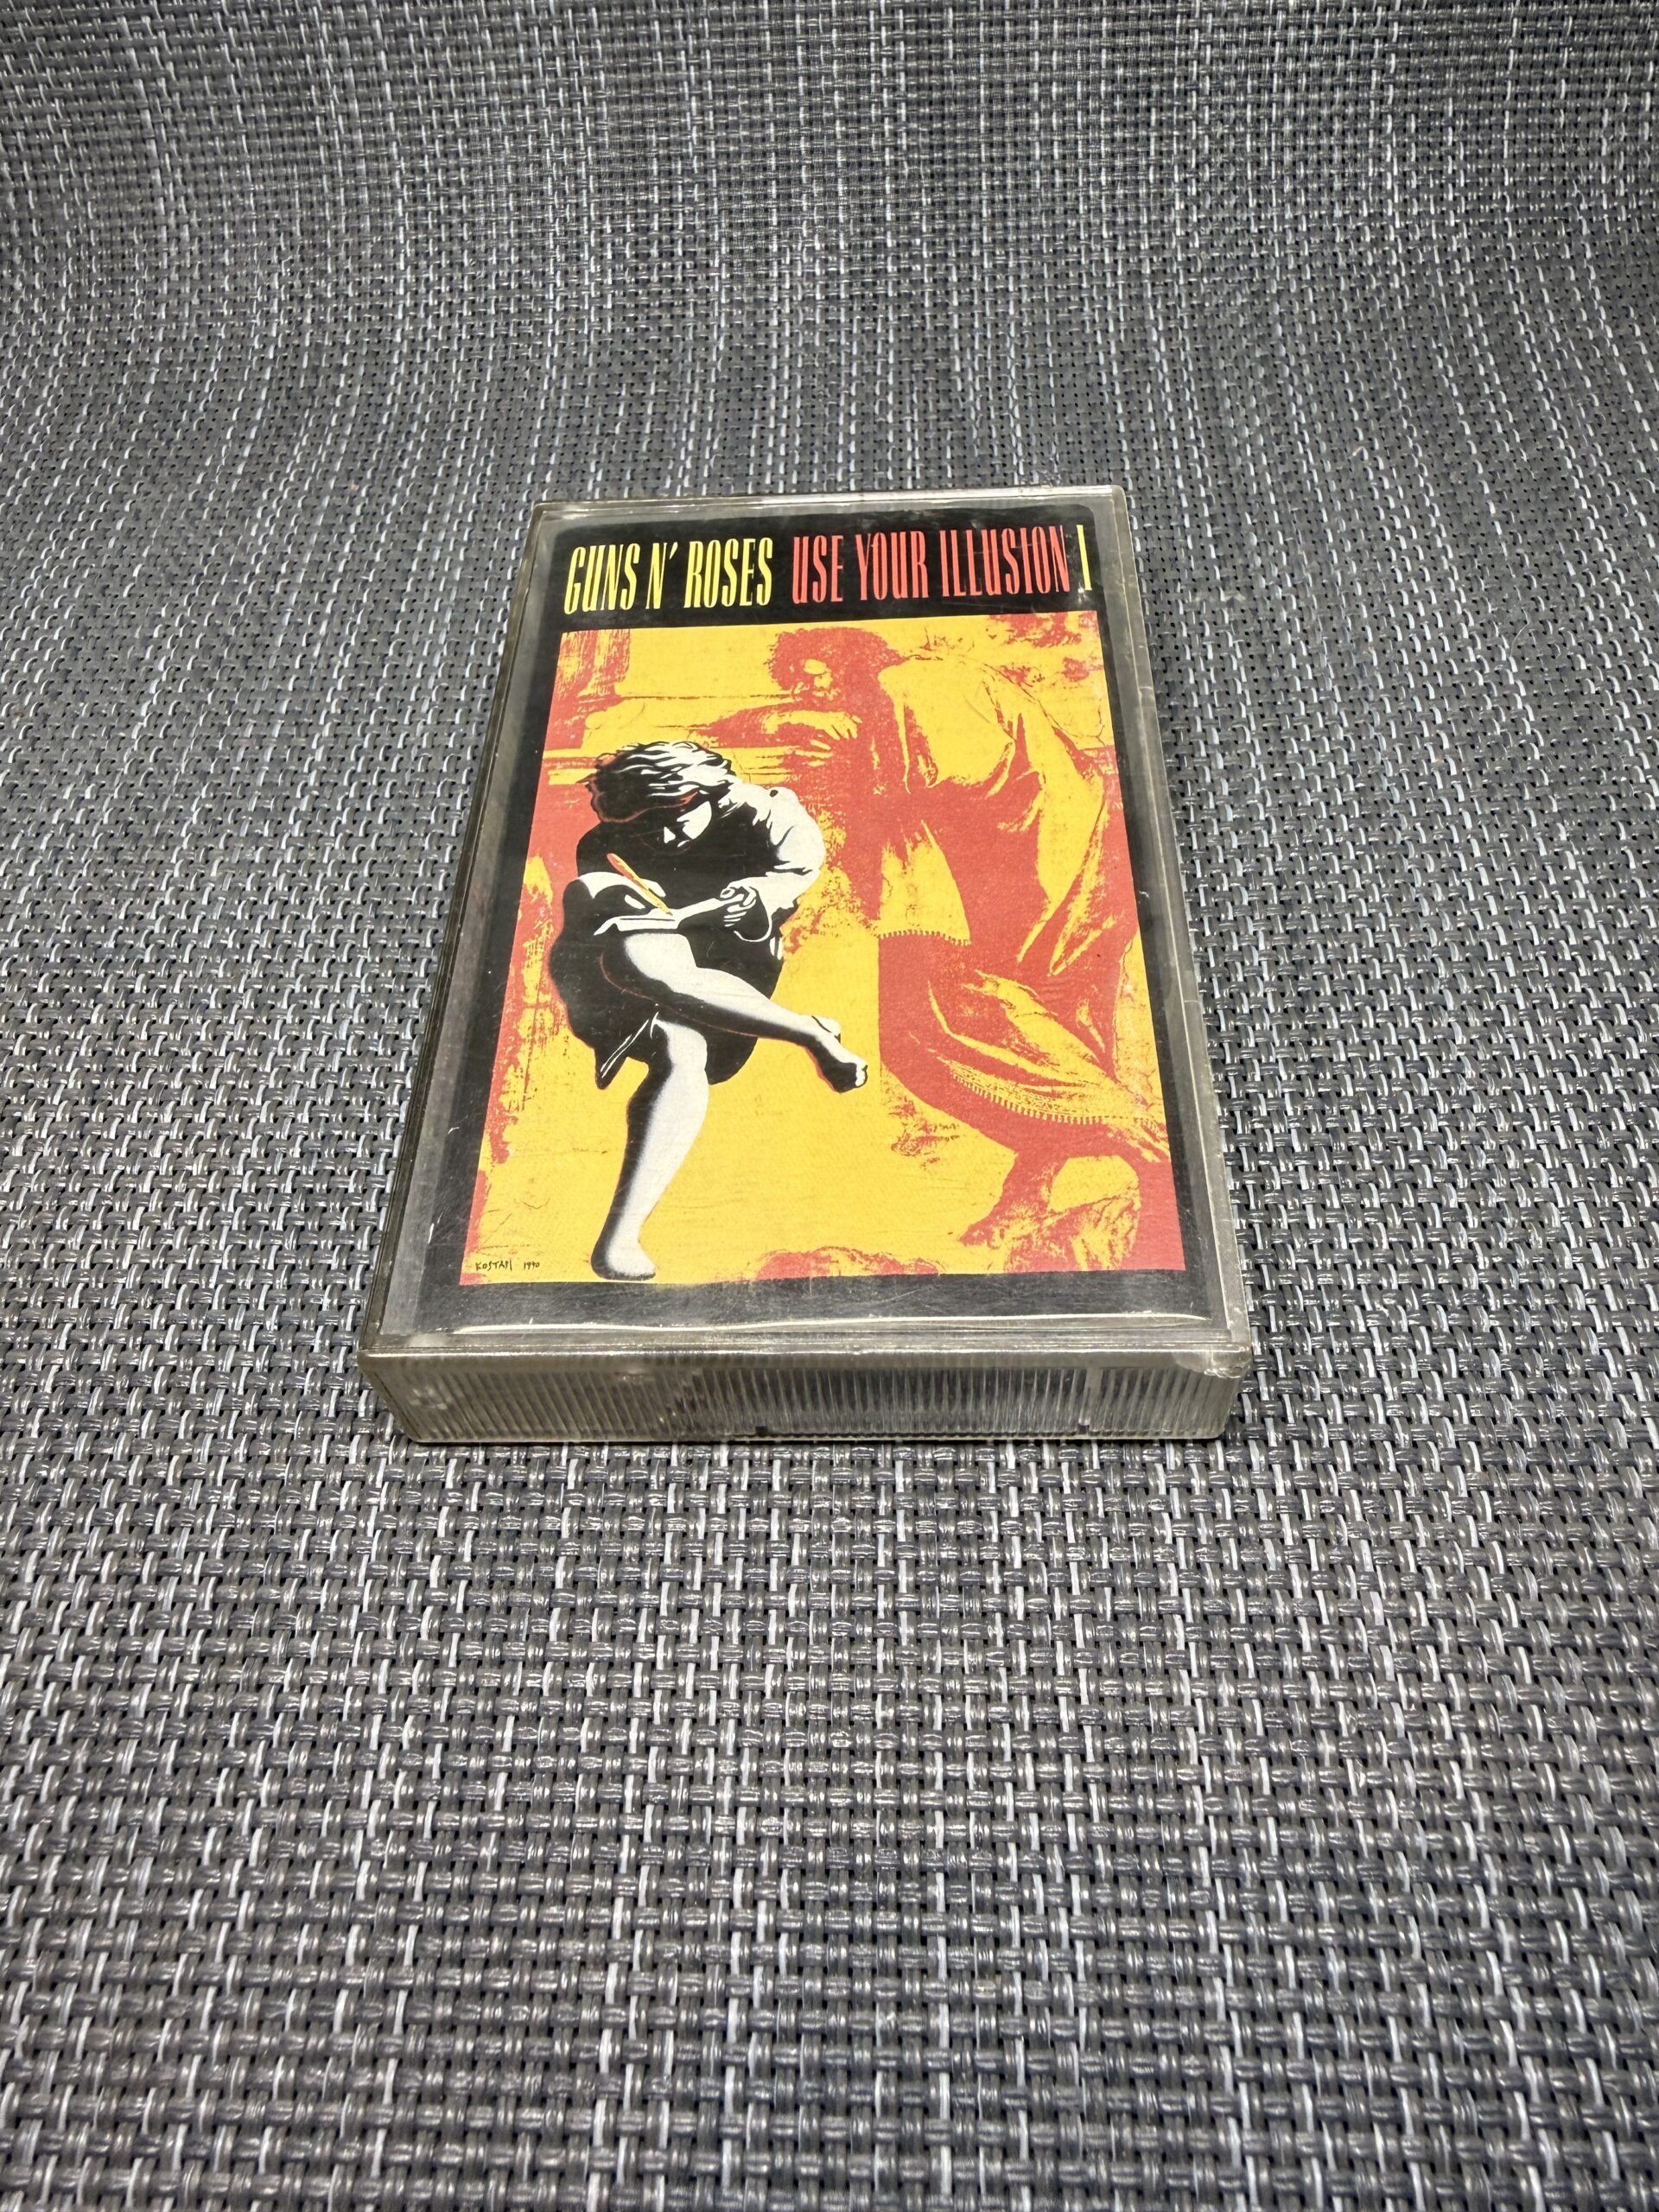 GUNS N' ROSES USE YOUR ILLUSION I
KOSTABI 1990